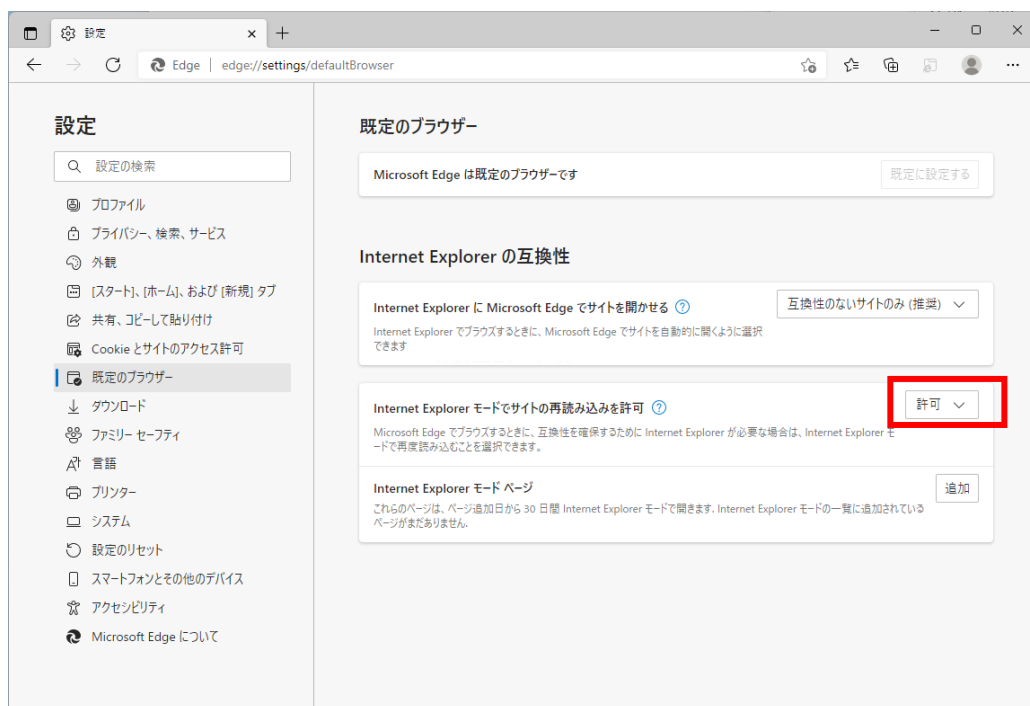 設定
Edge | edge://settings/defaultBrowser
設定
設定の検索
プロファイル
プライバシー、検索、サービス
外観
[スタート]、[ホーム]、および [新規] タブ
共有、コピーして貼り付け
Cookie とサイトのアクセス許可
既定のブラウザー
ダウンロード
ファミリー セーフティ
言語
プリンター
システム
設定のリセット
スマートフォンとその他のデバイス
アクセシビリティ
Microsoft Edge について
既定のブラウザー
Microsoft Edge は既定のブラウザーです
既定に設定する
Internet Explorer の互換性
Internet Explorer に Microsoft Edge でサイトを開かせる
互換性のないサイトのみ (推奨)
Internet Explorer でブラウズするときに、Microsoft Edge でサイトを自動的に開くように選択
できます
Internet Explorer モードでサイトの再読み込みを許可
許可
Microsoft Edge でブラウズするときに、互換性を確保するために Internet Explorer が必要な場合は、Internet Explorer モ
ードで再度読み込むことを選択できます。
Internet Explorer モード ページ
追加
これらのページは、ページ追加日から 30 日間 Internet Explorer モードで開きます. Internet Explorer モードの一覧に追加されている
ページがまだありません.